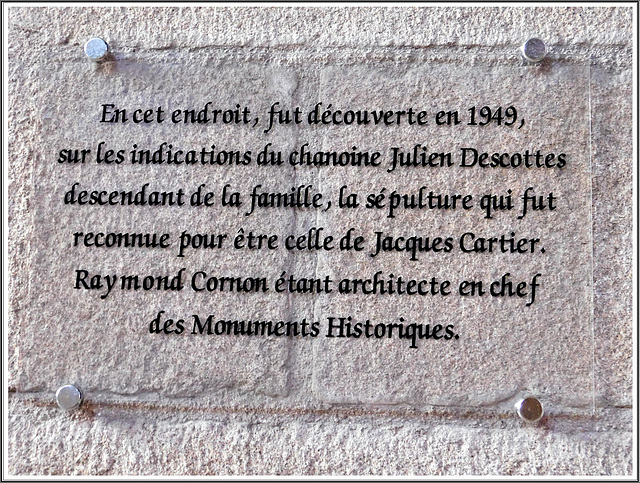 En cet endroit, fut découverte en 1949,
sur les indications du chanoine Julien Descottes
descendant de la famille, la sépulture qui fut
reconnue pour être celle de Jacques Cartier.
Raymond Cornon étant architecte en chef
des Monuments Historiques.